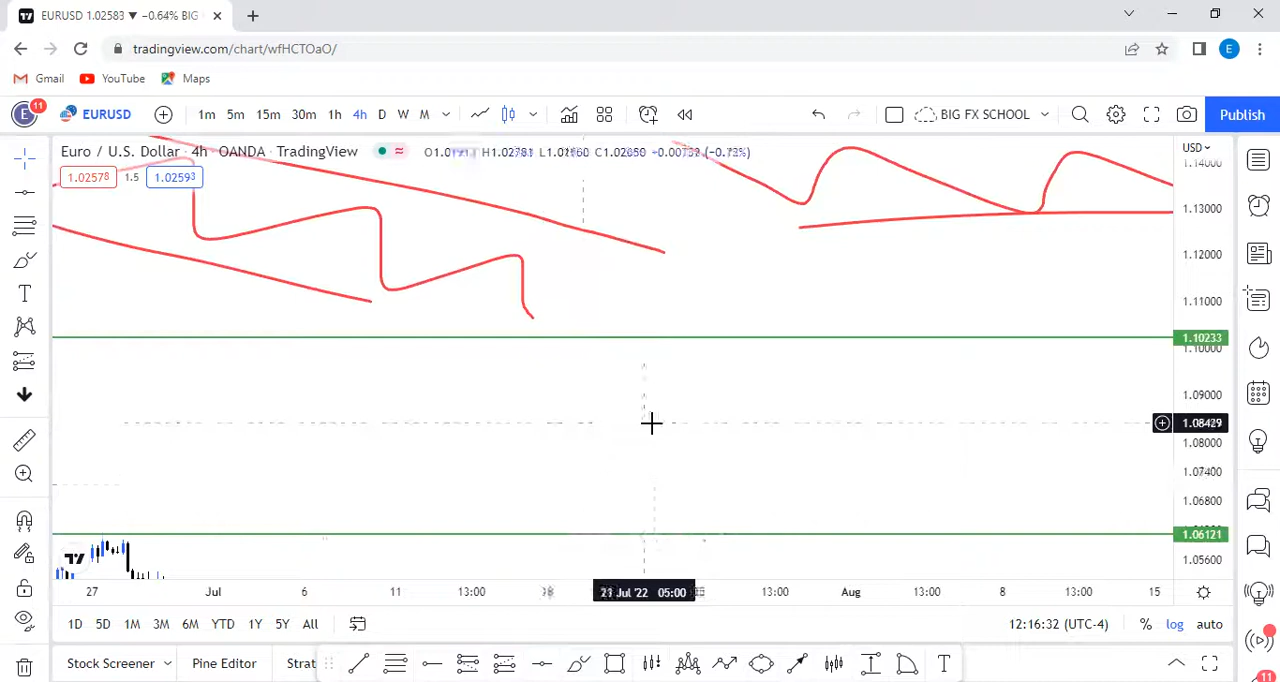 EURUSD 1.02583 ▼ −0.64% BIG
tradingview.com/chart/wfHCTOaO/
E
Gmail YouTube Maps
E 11 EURUSD 1m 5m 15m 30m 1h 4h D W M BIG FX SCHOOL Publish
Euro / U.S. Dollar · 4h · OANDA · TradingView
1.02578 1.5 1.02593
USD
1.14000
1.13000
1.12000
1.11000
1.10233
1.10000
1.09000
1.08429
1.08000
1.07400
1.06800
1.06121
1.05600
27 Jul 6 11 13:00 21 Jul '22 05:00 13:00 Aug 13:00 8 13:00 15
1D 5D 1M 3M 6M YTD 1Y 5Y All 12:16:32 (UTC-4) % log auto
Stock Screener Pine Editor Strat
T
11